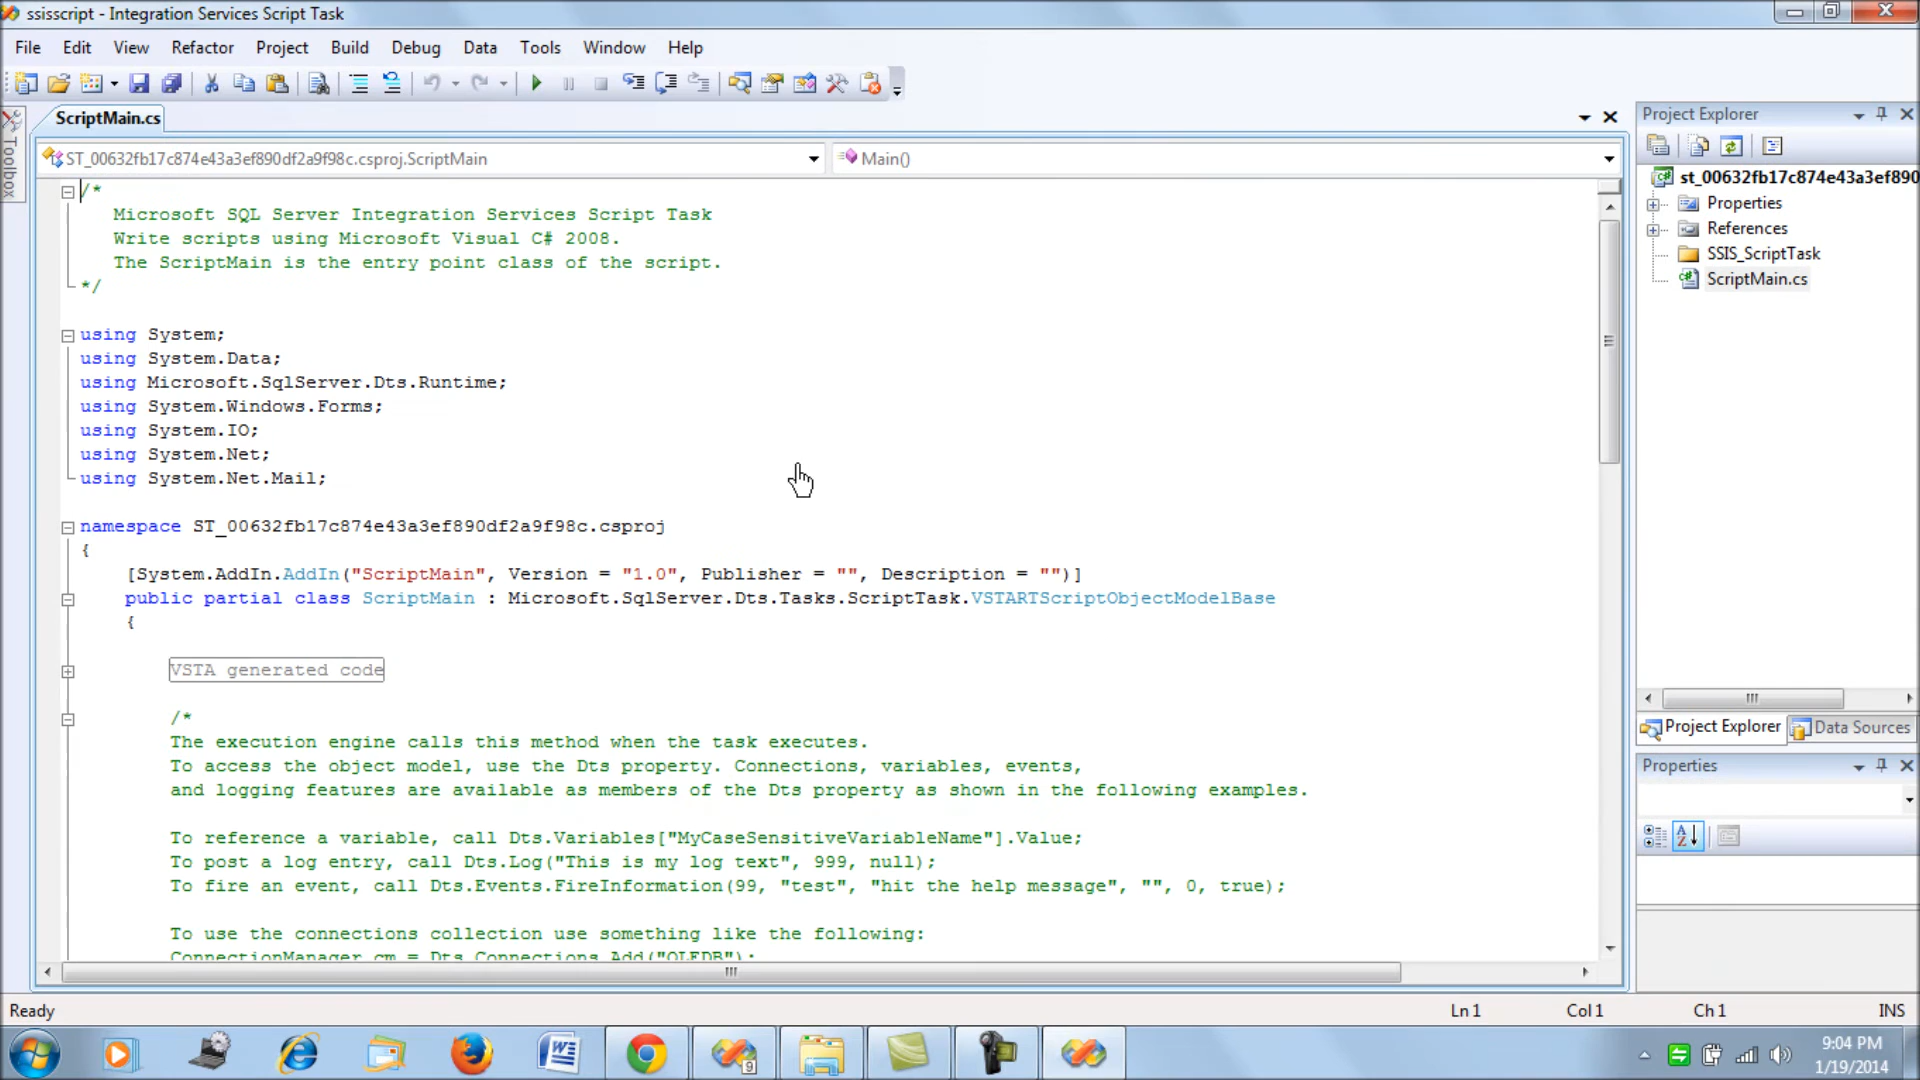 ssisscript - Integration Services Script Task
File Edit View Refactor Project Build Debug Data Tools Window Help
ScriptMain.cs
ST_00632fb17c874e43a3ef890df2a9f98c.csproj.ScriptMain
Main()
Toolbox
/*
Microsoft SQL Server Integration Services Script Task
Write scripts using Microsoft Visual C# 2008.
The ScriptMain is the entry point class of the script.
*/
using System;
using System.Data;
using Microsoft.SqlServer.Dts.Runtime;
using System.Windows.Forms;
using System.IO;
using System.Net;
using System.Net.Mail;
namespace ST_00632fb17c874e43a3ef890df2a9f98c.csproj
{
[System.AddIn.AddIn("ScriptMain", Version = "1.0", Publisher = "", Description = "")]
public partial class ScriptMain : Microsoft.SqlServer.Dts.Tasks.ScriptTask.VSTARTScriptObjectModelBase
{
VSTA generated code
/*
The execution engine calls this method when the task executes.
To access the object model, use the Dts property. Connections, variables, events,
and logging features are available as members of the Dts property as shown in the following examples.
To reference a variable, call Dts.Variables["MyCaseSensitiveVariableName"].Value;
To post a log entry, call Dts.Log("This is my log text", 999, null);
To fire an event, call Dts.Events.FireInformation(99, "test", "hit the help message", "", 0, true);
To use the connections collection use something like the following:
ConnectionManager cm = Dts.Connections.Add("OLEDB");
Project Explorer
st_00632fb17c874e43a3ef890
Properties
References
SSIS_ScriptTask
ScriptMain.cs
Project Explorer
Data Sources
Properties
Ready
Ln 1
Col 1
Ch 1
INS
9
9:04 PM
1/19/2014